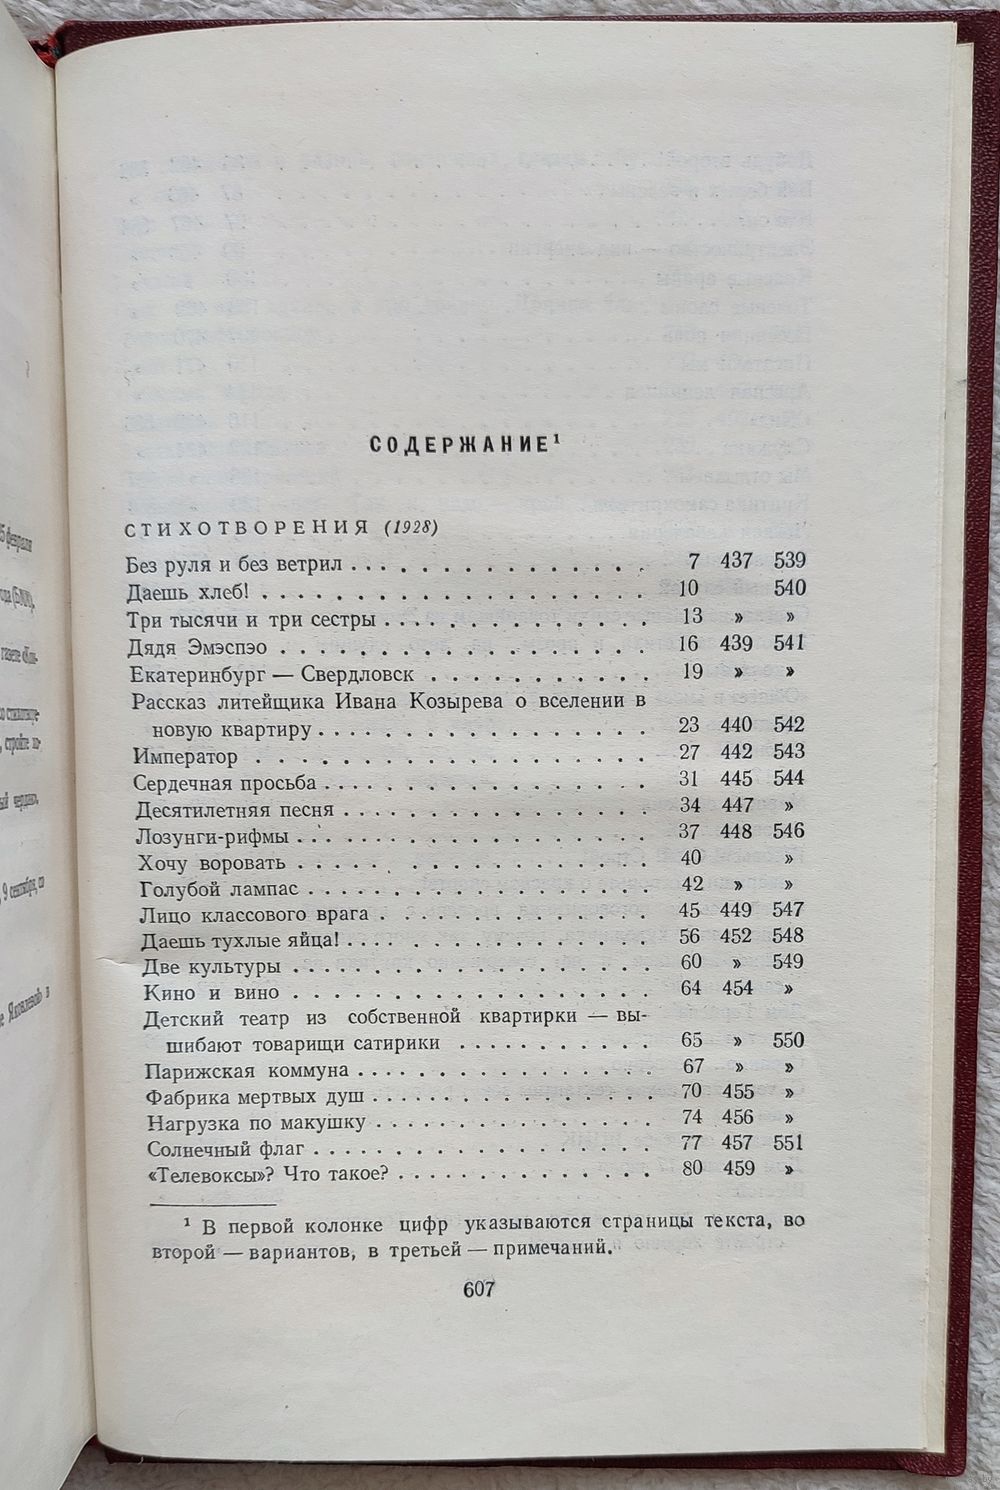 СОДЕРЖАНИЕ¹
СТИХОТВОРЕНИЯ (1928)
Без руля и без ветрил . . . . . . . . . . . . . . . 7 437 539
Даешь хлеб! . . . . . . . . . . . . . . . . . . . 10 540
Три тысячи и три сестры . . . . . . . . . . . . . 13 » »
Дядя Эмэспэо . . . . . . . . . . . . . . . . . . 16 439 541
Екатеринбург — Свердловск . . . . . . . . . . . 19 » »
Рассказ литейщика Ивана Козырева о вселении в
новую квартиру . . . . . . . . . . . . . . . . . 23 440 542
Император . . . . . . . . . . . . . . . . . . . 27 442 543
Сердечная просьба . . . . . . . . . . . . . . . . 31 445 544
Десятилетняя песня . . . . . . . . . . . . . . . 34 447 »
Лозунги-рифмы . . . . . . . . . . . . . . . . . . 37 448 546
Хочу воровать . . . . . . . . . . . . . . . . . 40 »
Голубой лампас . . . . . . . . . . . . . . . . . 42 » »
Лицо классового врага . . . . . . . . . . . . . 45 449 547
Даешь тухлые яйца! . . . . . . . . . . . . . . . 56 452 548
Две культуры . . . . . . . . . . . . . . . . . . 60 » 549
Кино и вино . . . . . . . . . . . . . . . . . . 64 454 »
Детский театр из собственной квартирки — вы-
шибают товарищи сатирики . . . . . . . . . . 65 » 550
Парижская коммуна . . . . . . . . . . . . . . . 67 » »
Фабрика мертвых душ . . . . . . . . . . . . . . 70 455 »
Нагрузка по макушку . . . . . . . . . . . . . . 74 456 »
Солнечный флаг . . . . . . . . . . . . . . . . . 77 457 551
«Телевоксы»? Что такое? . . . . . . . . . . . . . 80 459 »
¹ В первой колонке цифр указываются страницы текста, во
второй — вариантов, в третьей — примечаний.
607